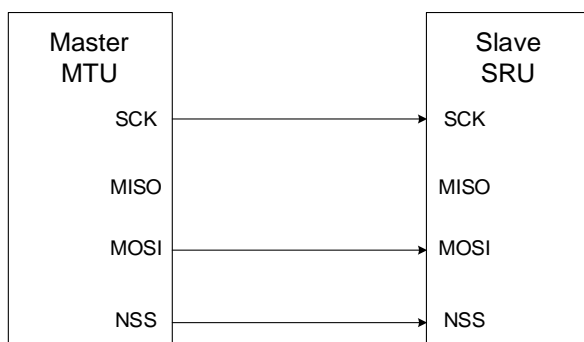 Master
MTU
SCK
MISO
MOSI
NSS
Slave
SRU
SCK
MISO
MOSI
NSS